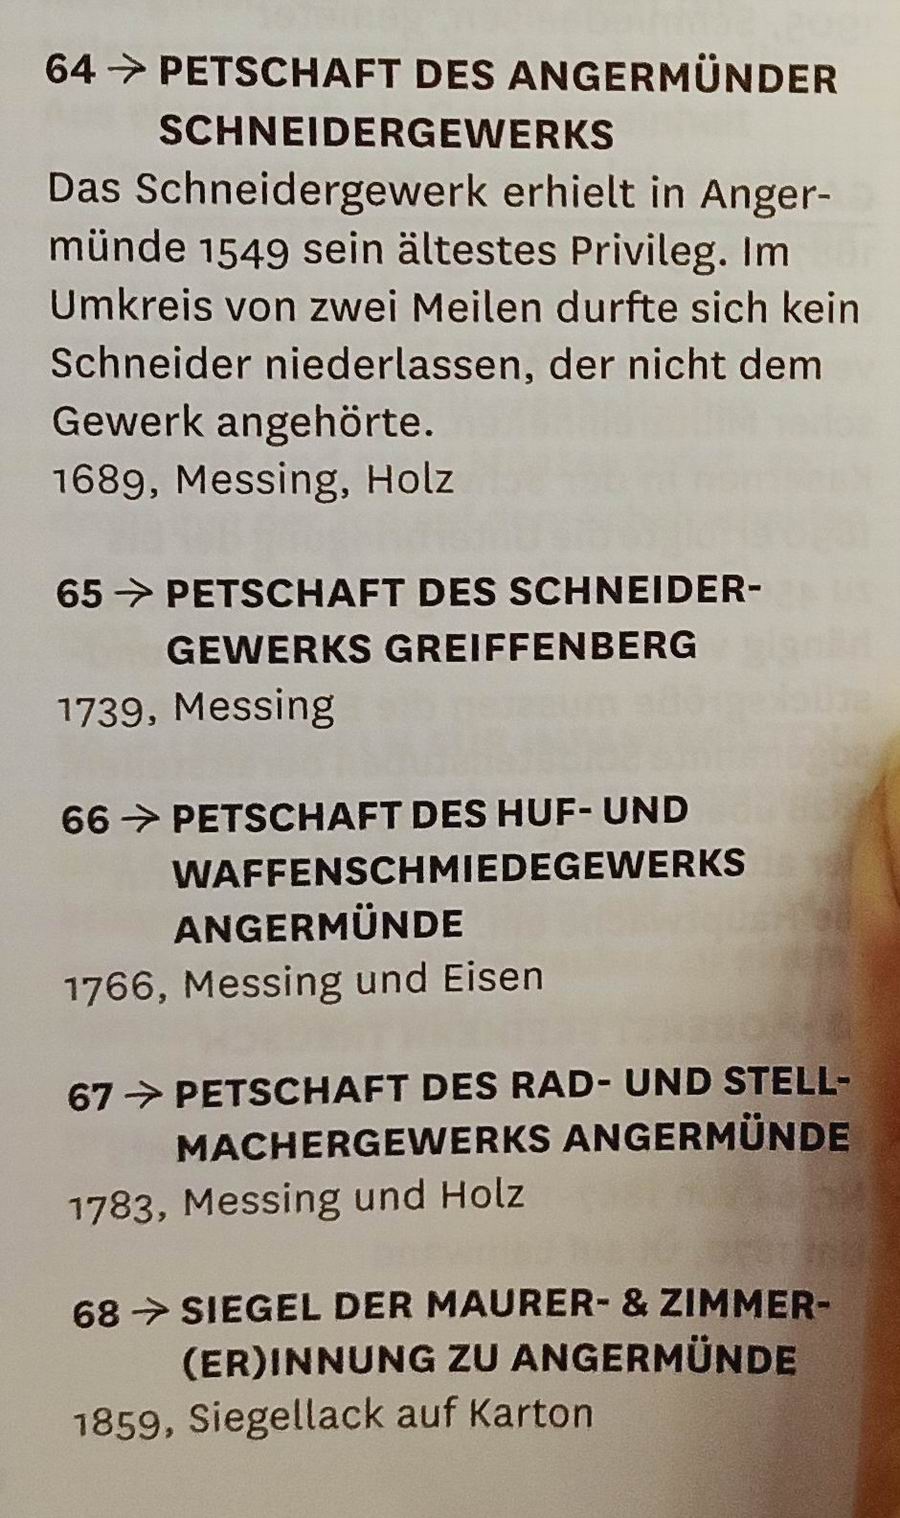 64 → PETSCHAFT DES ANGERMÜNDER
SCHNEIDERGEWERKS
Das Schneidergewerk erhielt in Anger-
münde 1549 sein ältestes Privileg. Im
Umkreis von zwei Meilen durfte sich kein
Schneider niederlassen, der nicht dem
Gewerk angehörte.
1689, Messing, Holz
65 → PETSCHAFT DES SCHNEIDER-
GEWERKS GREIFFENBERG
1739, Messing
66 → PETSCHAFT DES HUF- UND
WAFFENSCHMIEDEGEWERKS
ANGERMÜNDE
1766, Messing und Eisen
67 → PETSCHAFT DES RAD- UND STELL-
MACHERGEWERKS ANGERMÜNDE
1783, Messing und Holz
68 → SIEGEL DER MAURER- & ZIMMER-
(ER)INNUNG ZU ANGERMÜNDE
1859, Siegellack auf Karton